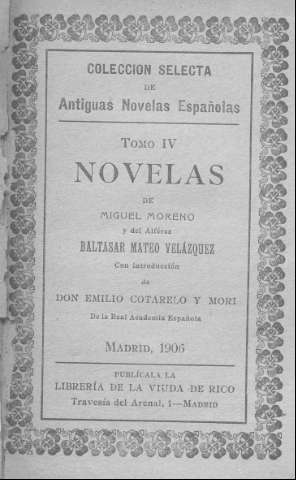 COLECCION SELECTA
DE
Antiguas Novelas Españolas
TOMO IV
NOVELAS
DE
MIGUEL MORENO
y del Alférez
BALTASAR MATEO VELÁZQUEZ
Con introducción
de
DON EMILIO COTARELO Y MORI
De la Real Academia Española
MADRID, 1906
PUBLÍCALA LA
LIBRERÍA DE LA VIUDA DE RICO
Travesía del Arenal, 1—MADRID